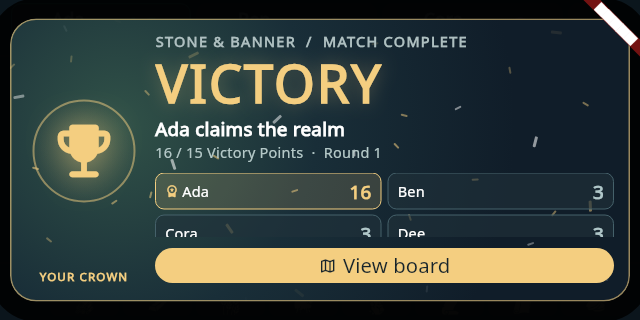 STONE & BANNER / MATCH COMPLETE
VICTORY
Ada claims the realm
16 / 15 Victory Points · Round 1
Ada 16
Ben 3
Cora 3
Dee 3
View board
YOUR CROWN